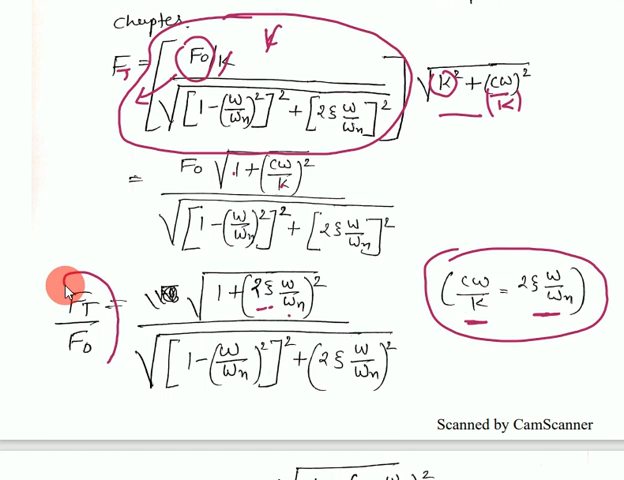 chapter.
F_T = [ (F₀/K) / √([1-(ω/ωn)²]² + [2ξ ω/ωn]²) ] √(K² + (cω)²) (K)
= F₀ √(1+(cω/K)²) / √([1-(ω/ωn)²]² + [2ξ ω/ωn]²)
F_T/F₀ = √(1+(2ξ ω/ωn)²) / √([1-(ω/ωn)²]² + (2ξ ω/ωn)²) (cω/K = 2ξ ω/ωn)
Scanned by CamScanner